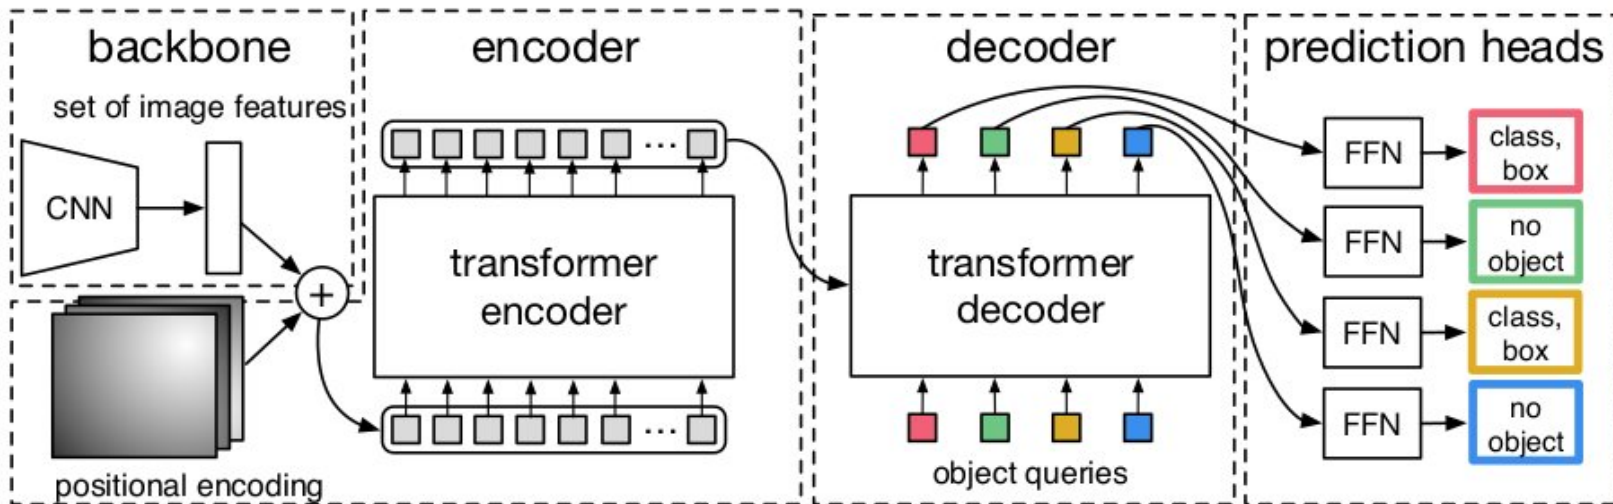 backbone
set of image features
CNN
+
positional encoding
encoder
...
transformer
encoder
...
decoder
transformer
decoder
object queries
prediction heads
FFN
class,
box
FFN
no
object
FFN
class,
box
FFN
no
object